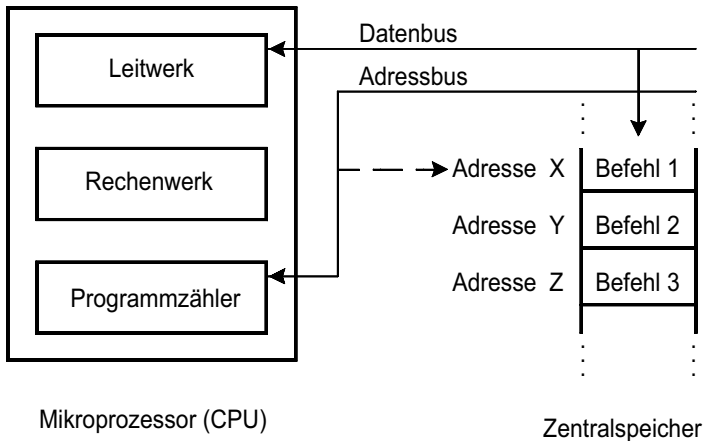 Datenbus
Leitwerk
Adressbus
Rechenwerk
Adresse X Befehl 1
Adresse Y Befehl 2
Adresse Z Befehl 3
Programmzähler
Mikroprozessor (CPU)
Zentralspeicher